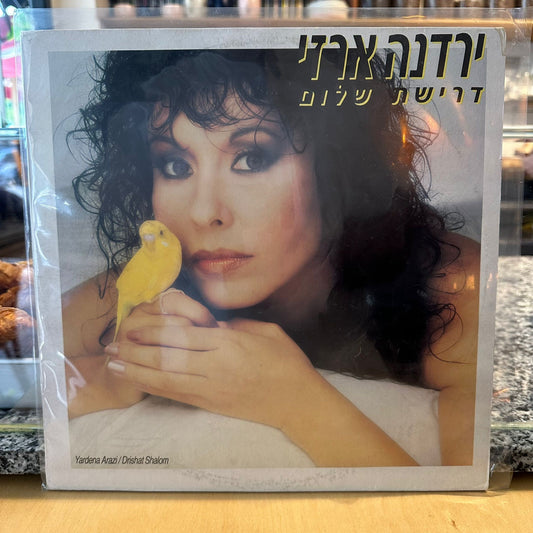 ירדנה ארזי
דרישת שלום
Yardena Arazi / Drishat Shalom